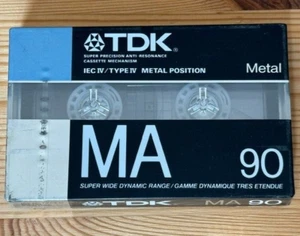 TDK
SUPER PRECISION ANTI RESONANCE
CASSETTE MECHANISM
IEC IV/TYPE IV METAL POSITION
Metal
MA 90
SUPER WIDE DYNAMIC RANGE/GAMME DYNAMIQUE TRES ETENDUE
TDK MA 90